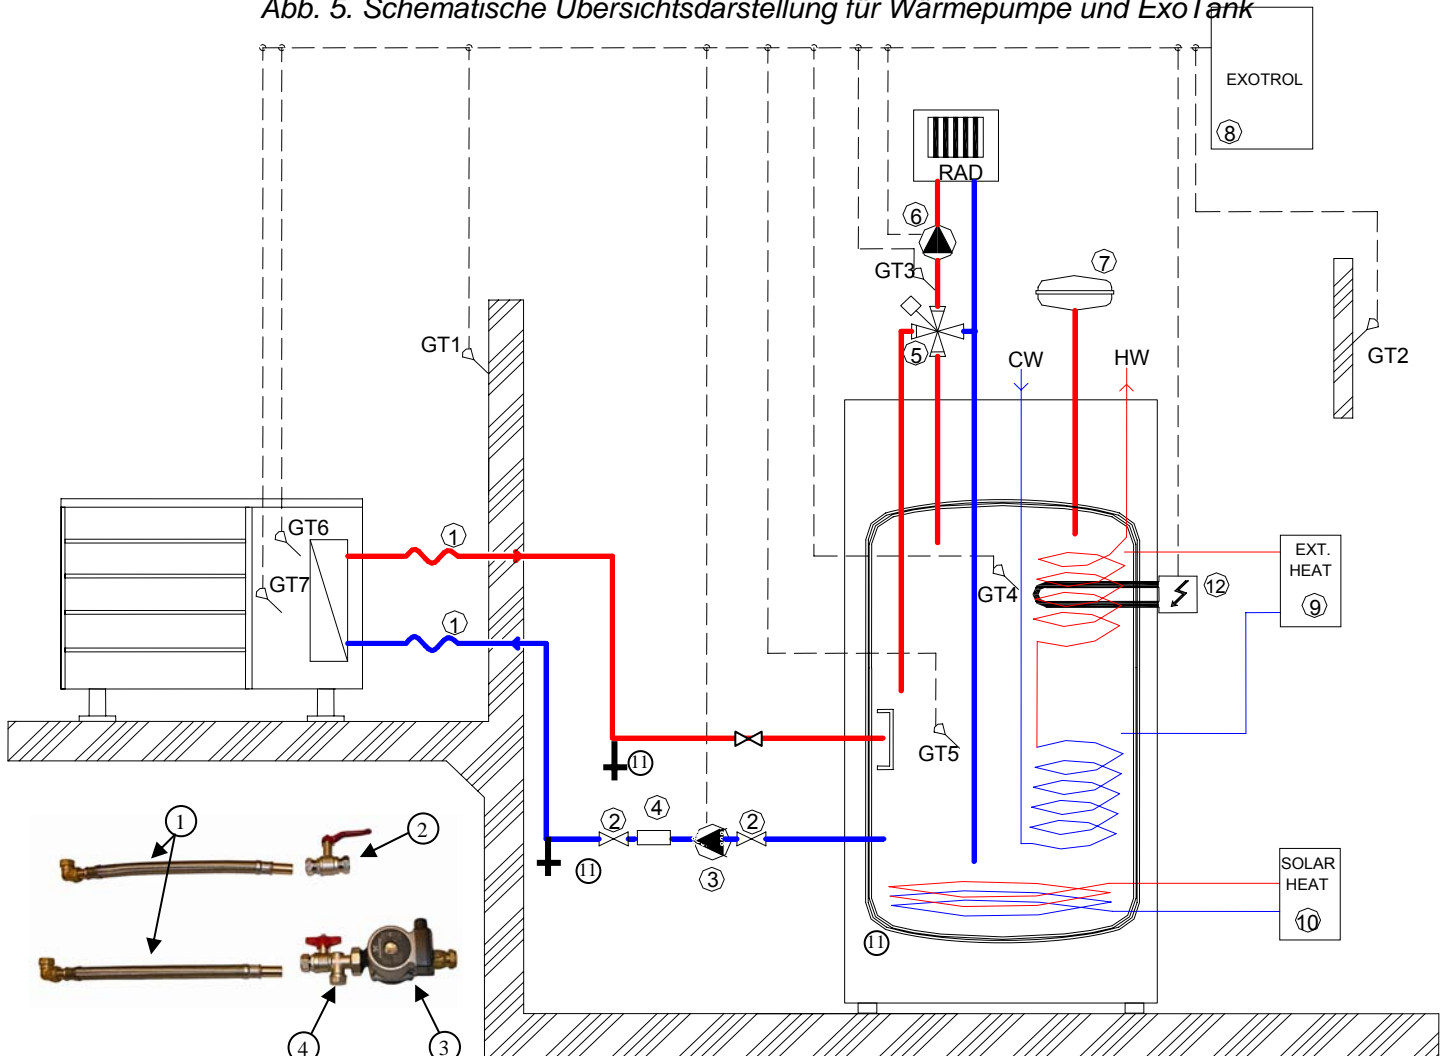 Abb. 5. Schematische Übersichtsdarstellung für Wärmepumpe und ExoTank
EXOTROL
8
RAD
6
GT3
7
GT1
5
CW
HW
GT2
GT6
1
EXT.
HEAT
9
GT7
GT4
12
1
11
GT5
2
4
2
3
11
1
2
SOLAR
HEAT
10
11
4
3